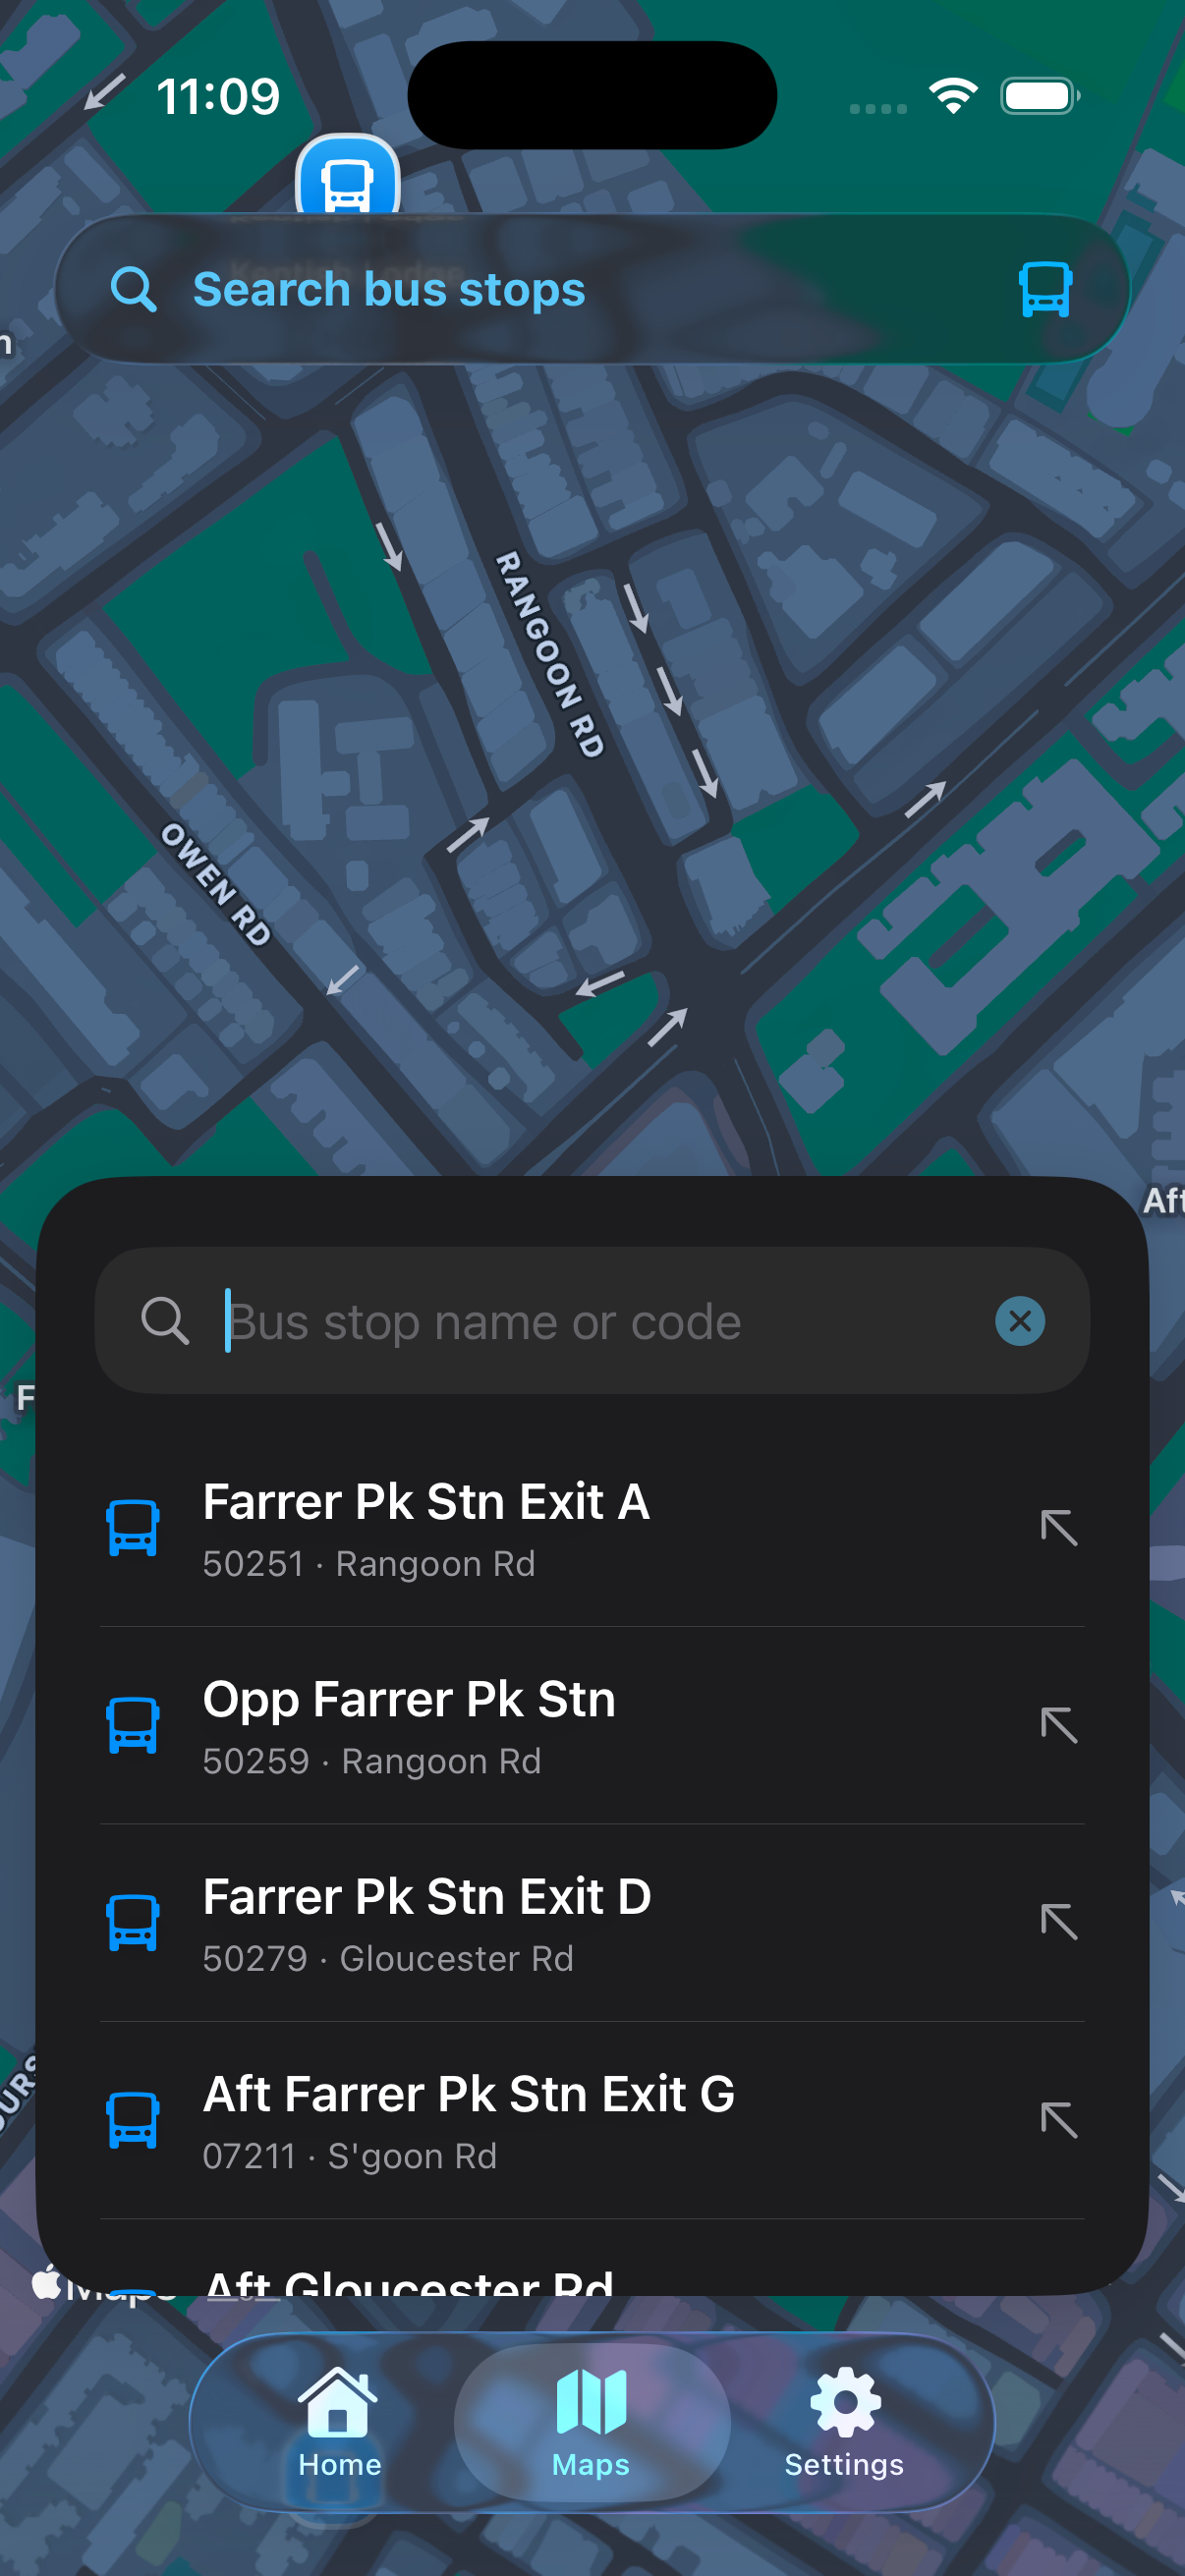 11:09
Search bus stops
RANGOON RD
OWEN RD
Aft
Bus stop name or code
F
Farrer Pk Stn Exit A
50251 · Rangoon Rd
Opp Farrer Pk Stn
50259 · Rangoon Rd
Farrer Pk Stn Exit D
50279 · Gloucester Rd
Aft Farrer Pk Stn Exit G
07211 · S'goon Rd
Aft Gloucester Rd
Maps
Home
Maps
Settings